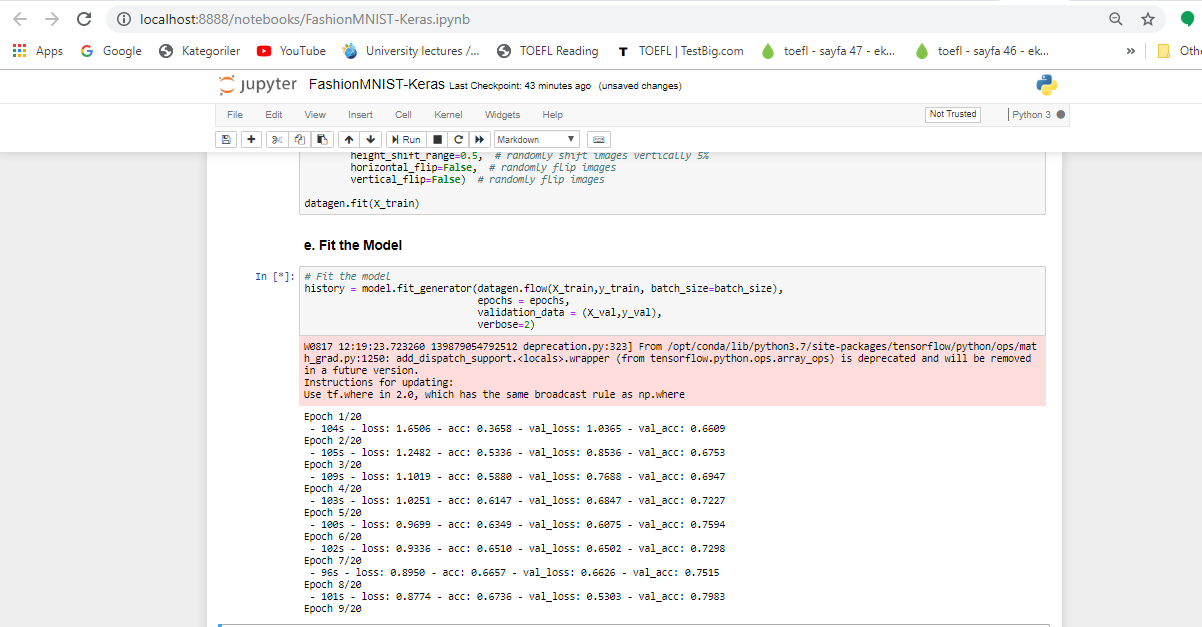 localhost:8888/notebooks/FashionMNIST-Keras.ipynb
Apps Google Kategoriler YouTube University lectures /... TOEFL Reading TOEFL | TestBig.com toefl - sayfa 47 - ek... toefl - sayfa 46 - ek... » Othe
jupyter FashionMNIST-Keras Last Checkpoint: 43 minutes ago (unsaved changes)
File Edit View Insert Cell Kernel Widgets Help Not Trusted Python 3
Run Markdown
height_shift_range=0.5, # randomly shift images vertically 5%
horizontal_flip=False, # randomly flip images
vertical_flip=False) # randomly flip images
datagen.fit(X_train)
e. Fit the Model
In [*]: # Fit the model
history = model.fit_generator(datagen.flow(X_train,y_train, batch_size=batch_size),
epochs = epochs,
validation_data = (X_val,y_val),
verbose=2)
W0817 12:19:23.723260 139879054792512 deprecation.py:323] From /opt/conda/lib/python3.7/site-packages/tensorflow/python/ops/mat
h_grad.py:1250: add_dispatch_support.<locals>.wrapper (from tensorflow.python.ops.array_ops) is deprecated and will be removed
in a future version.
Instructions for updating:
Use tf.where in 2.0, which has the same broadcast rule as np.where
Epoch 1/20
- 104s - loss: 1.6506 - acc: 0.3658 - val_loss: 1.0365 - val_acc: 0.6609
Epoch 2/20
- 105s - loss: 1.2482 - acc: 0.5336 - val_loss: 0.8536 - val_acc: 0.6753
Epoch 3/20
- 109s - loss: 1.1019 - acc: 0.5880 - val_loss: 0.7688 - val_acc: 0.6947
Epoch 4/20
- 103s - loss: 1.0251 - acc: 0.6147 - val_loss: 0.6847 - val_acc: 0.7227
Epoch 5/20
- 100s - loss: 0.9699 - acc: 0.6349 - val_loss: 0.6075 - val_acc: 0.7594
Epoch 6/20
- 102s - loss: 0.9336 - acc: 0.6510 - val_loss: 0.6502 - val_acc: 0.7298
Epoch 7/20
- 96s - loss: 0.8950 - acc: 0.6657 - val_loss: 0.6626 - val_acc: 0.7515
Epoch 8/20
- 101s - loss: 0.8774 - acc: 0.6736 - val_loss: 0.5303 - val_acc: 0.7983
Epoch 9/20